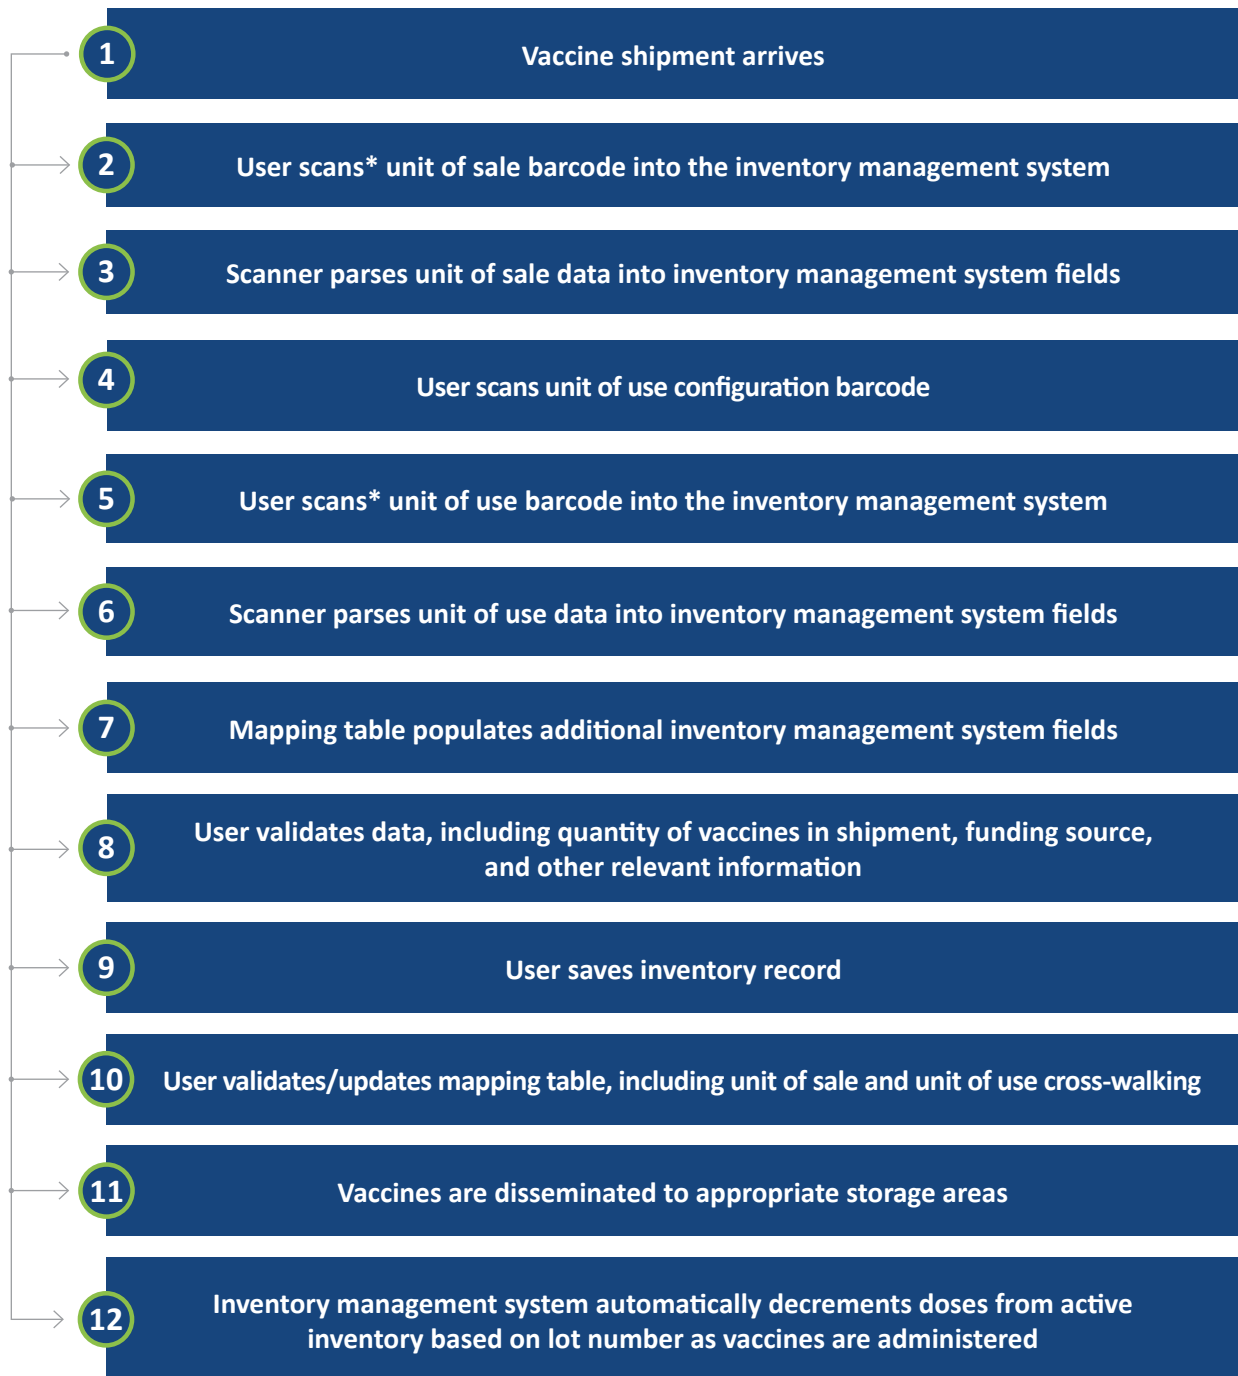 1
Vaccine shipment arrives
2
User scans* unit of sale barcode into the inventory management system
3
Scanner parses unit of sale data into inventory management system fields
4
User scans unit of use configuration barcode
5
User scans* unit of use barcode into the inventory management system
6
Scanner parses unit of use data into inventory management system fields
7
Mapping table populates additional inventory management system fields
8
User validates data, including quantity of vaccines in shipment, funding source,
and other relevant information
9
User saves inventory record
10
User validates/updates mapping table, including unit of sale and unit of use cross-walking
11
Vaccines are disseminated to appropriate storage areas
12
Inventory management system automatically decrements doses from active
inventory based on lot number as vaccines are administered